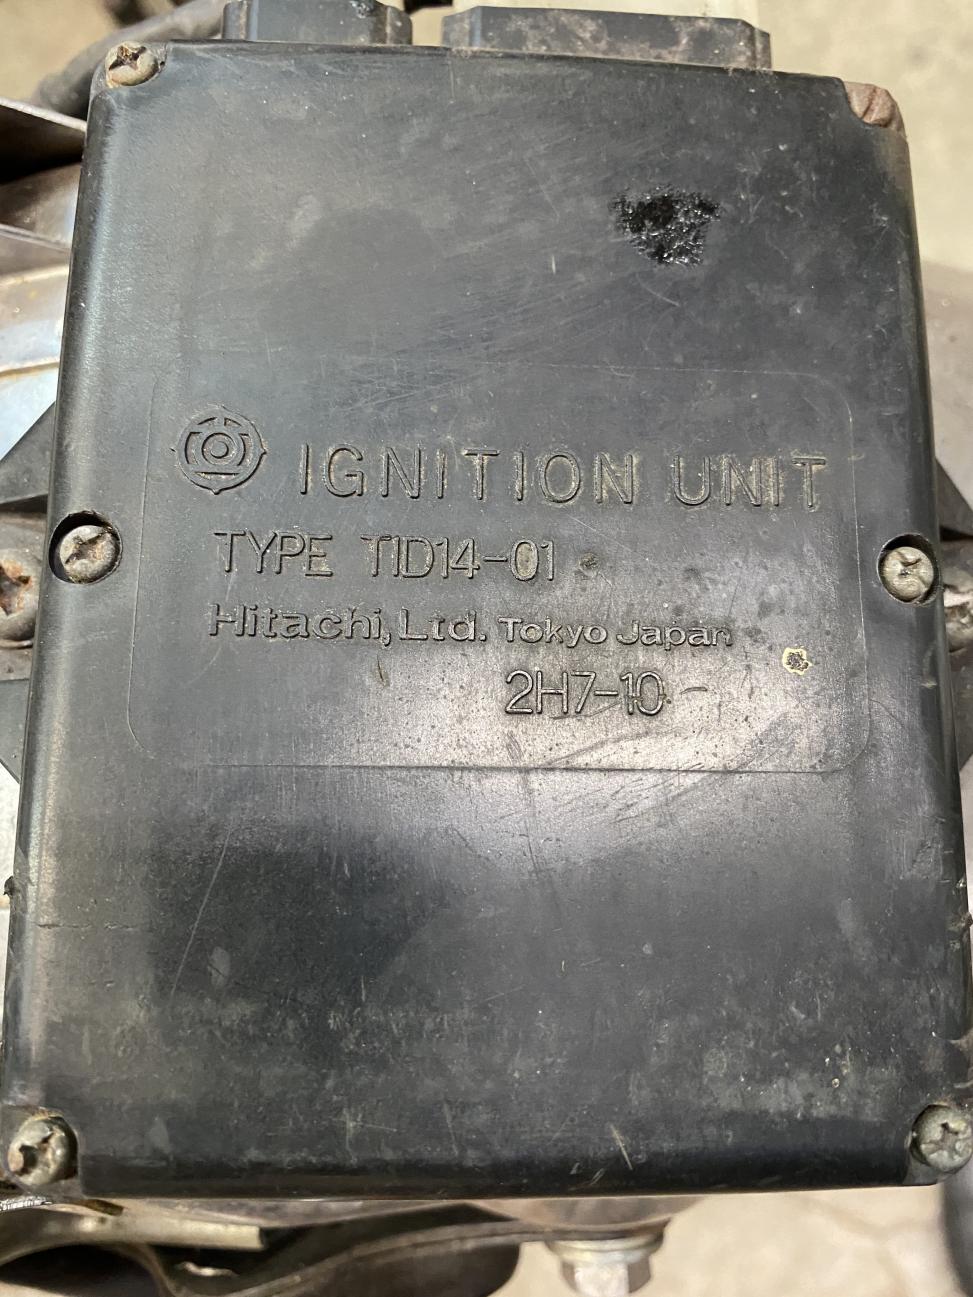 IGNITION UNIT
TYPE TID14-01
Hitachi, Ltd. Tokyo Japan
2H7-10